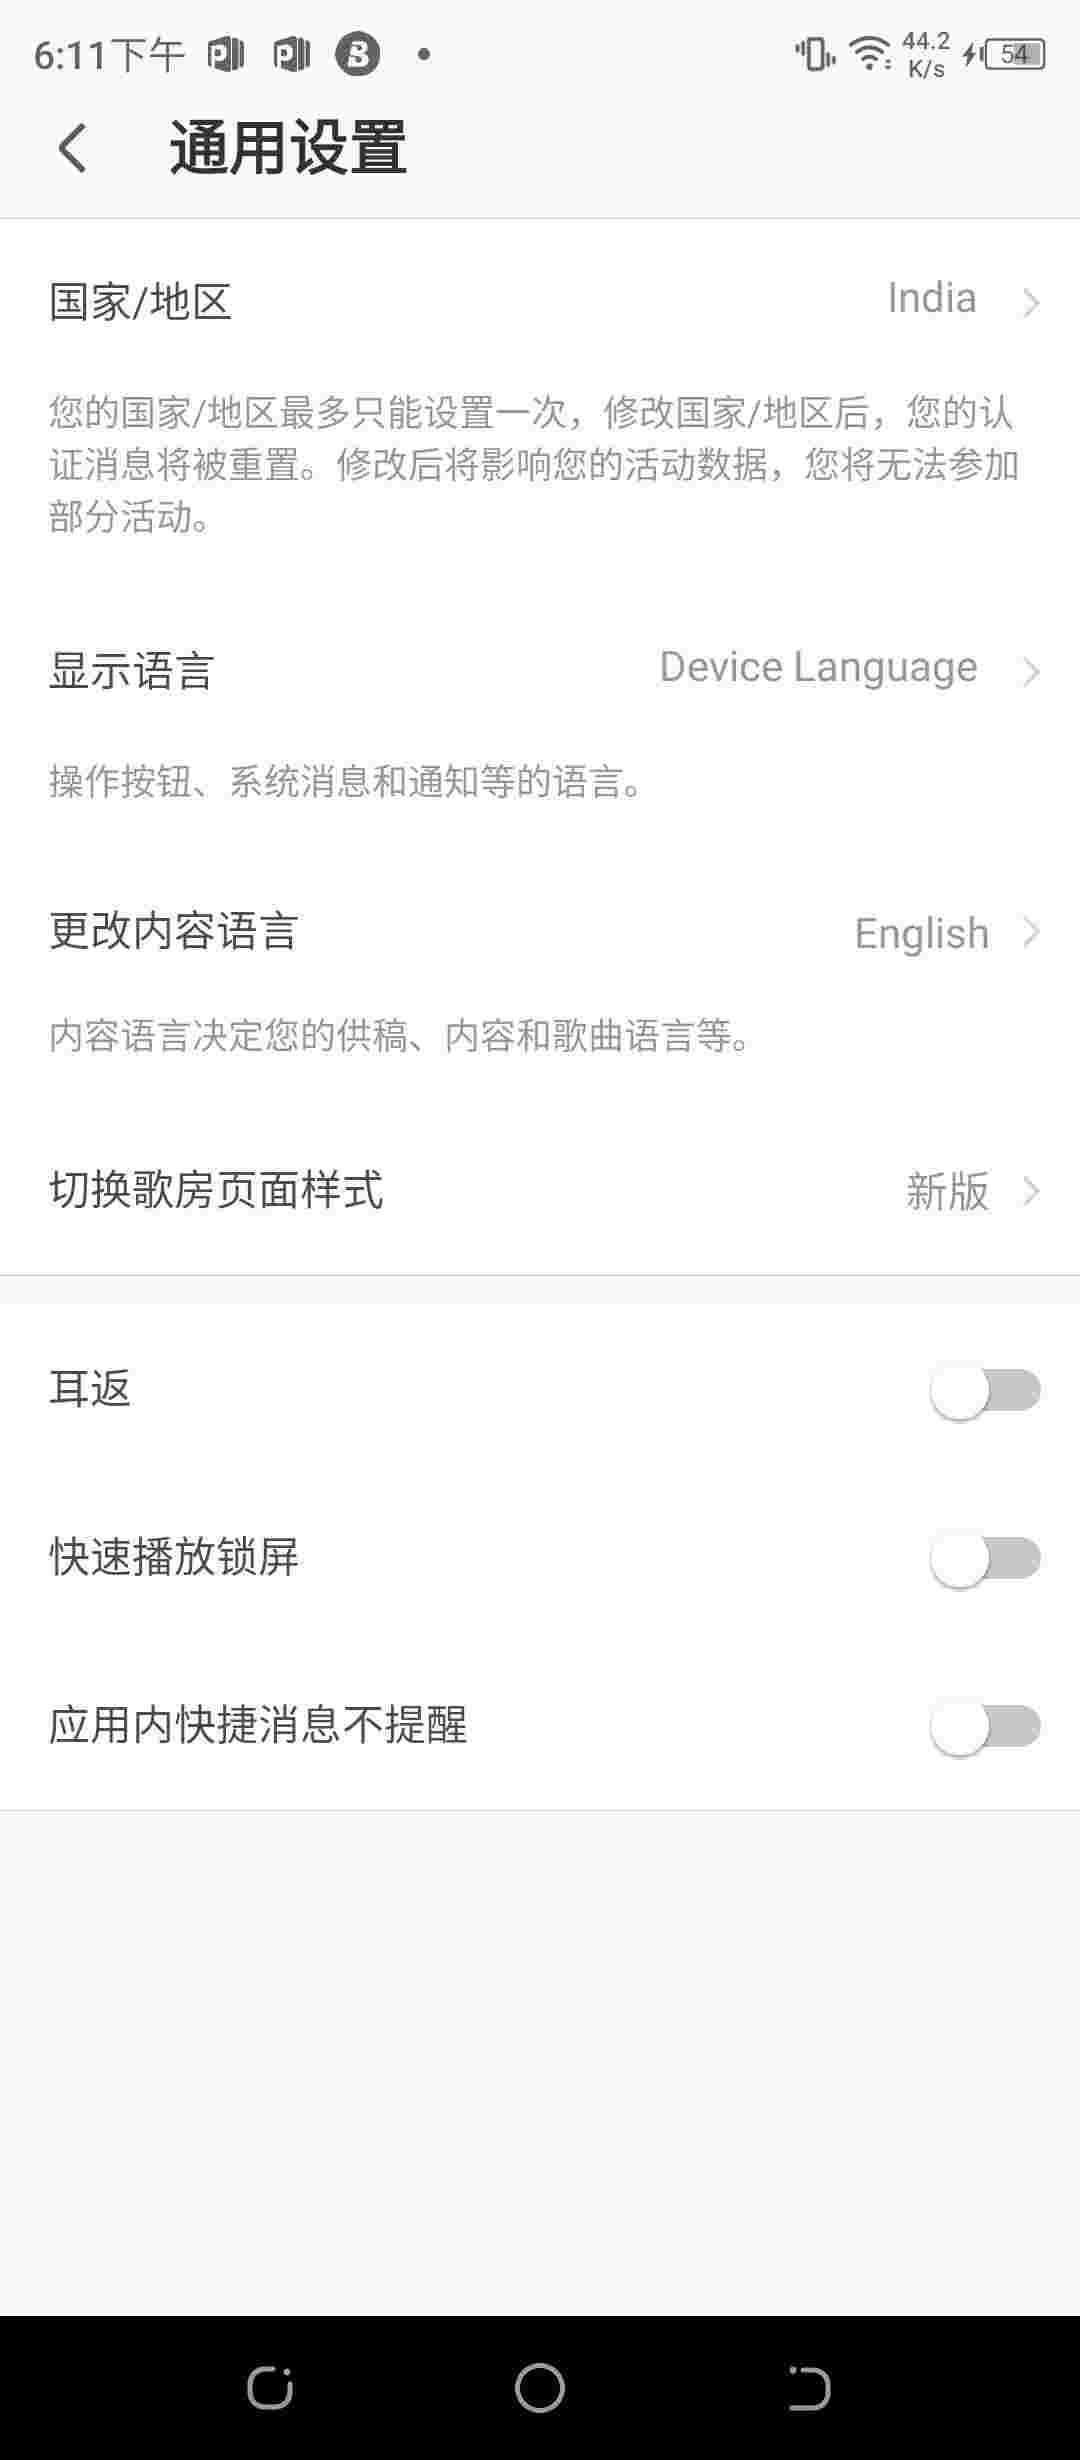 6:11下午
44.2
K/s
54
通用设置
国家/地区
India
您的国家/地区最多只能设置一次，修改国家/地区后，您的认
证消息将被重置。修改后将影响您的活动数据，您将无法参加
部分活动。
显示语言
Device Language
操作按钮、系统消息和通知等的语言。
更改内容语言
English
内容语言决定您的供稿、内容和歌曲语言等。
切换歌房页面样式
新版
耳返
快速播放锁屏
应用内快捷消息不提醒